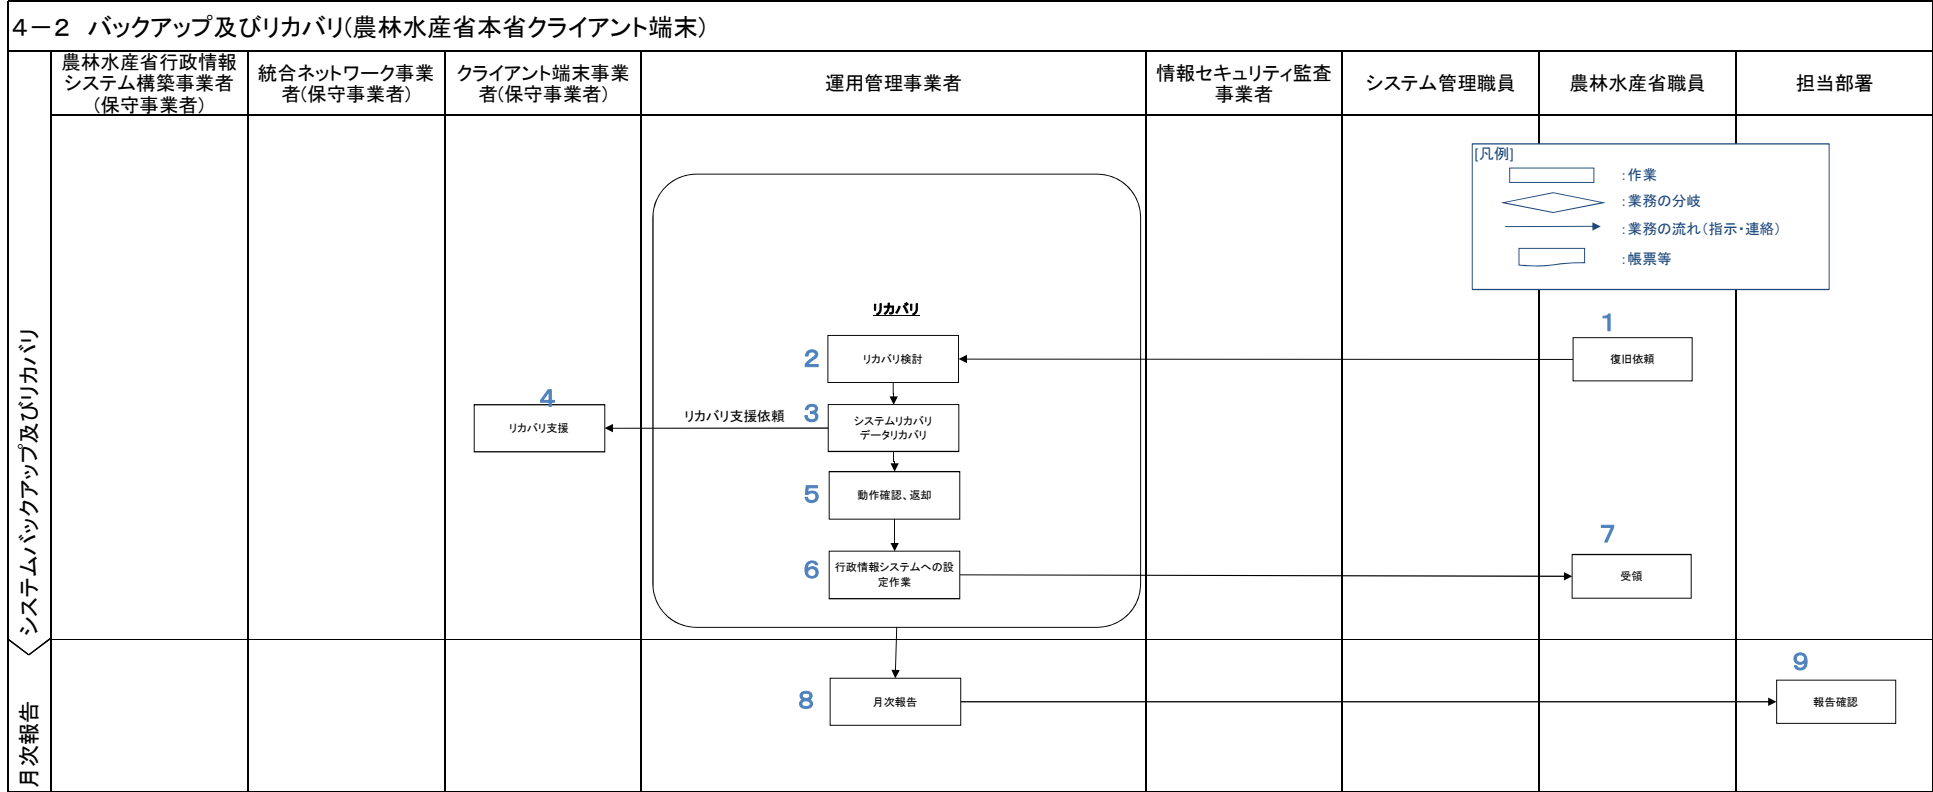 4-2 バックアップ及びリカバリ(農林水産省本省クライアント端末)
農林水産省行政情報
システム構築事業者
(保守事業者)
統合ネットワーク事業
者(保守事業者)
クライアント端末事業
者(保守事業者)
運用管理事業者
情報セキュリティ監査
事業者
システム管理職員
農林水産省職員
担当部署
システムバックアップ及びリカバリ
[凡例]
:作業
:業務の分岐
:業務の流れ(指示・連絡)
:帳票等
リカバリ
1
復旧依頼
2
リカバリ検討
3
システムリカバリ
データリカバリ
リカバリ支援依頼
4
リカバリ支援
5
動作確認、返却
6
行政情報システムへの設
定作業
7
受領
月次報告
8
月次報告
9
報告確認